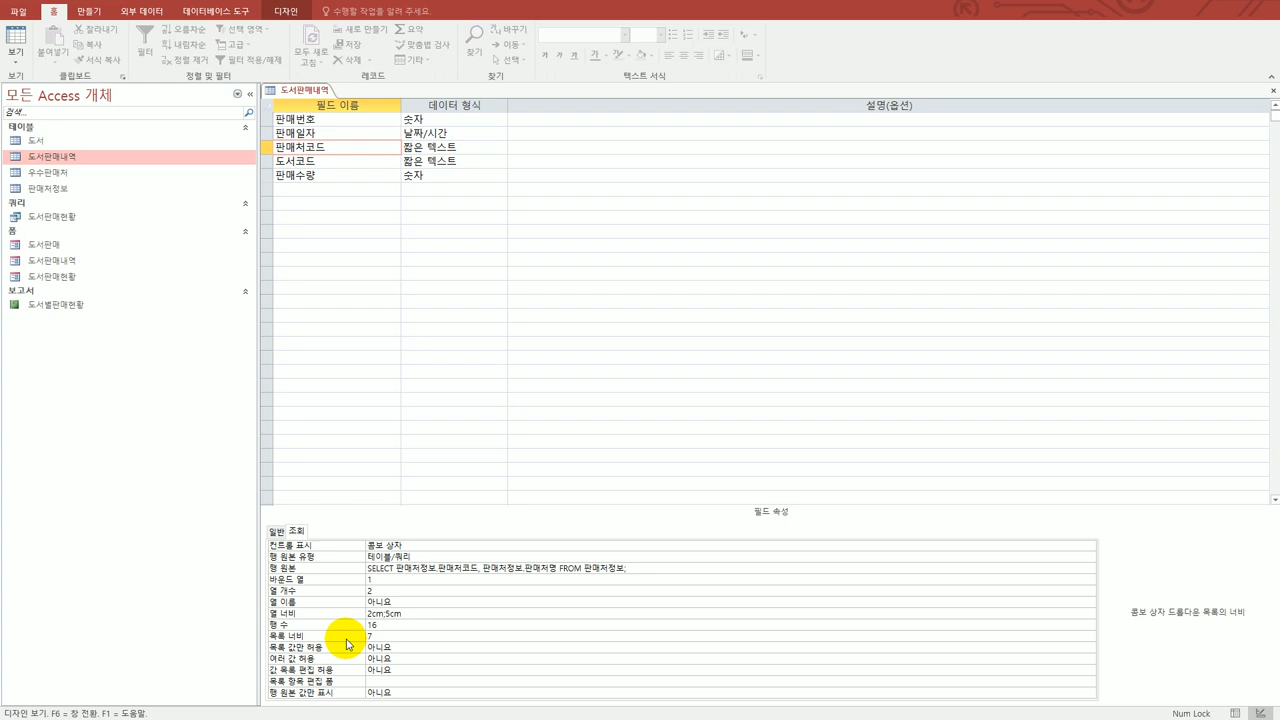 파일 홈 만들기 외부 데이터 데이터베이스 도구 디자인 수행할 작업을 알려 주세요.
보기
보기
붙여넣기
잘라내기
복사
서식 복사
클립보드
필터
오름차순
내림차순
정렬 제거
선택 영역
고급
필터 적용/해제
정렬 및 필터
모두 새로 고침
새로 만들기
저장
삭제
요약
맞춤법 검사
기타
레코드
찾기
바꾸기
이동
선택
찾기
가 가 가
텍스트 서식
모든 Access 개체
검색...
테이블
도서
도서판매내역
우수판매처
판매처정보
쿼리
도서판매현황
폼
도서판매
도서판매내역
도서판매현황
보고서
도서별판매현황
도서판매내역
필드 이름 데이터 형식 설명(옵션)
판매번호 숫자
판매일자 날짜/시간
판매처코드 짧은 텍스트
도서코드 짧은 텍스트
판매수량 숫자
필드 속성
일반 조회
컨트롤 표시 콤보 상자
행 원본 유형 테이블/쿼리
행 원본 SELECT 판매처정보.판매처코드, 판매처정보.판매처명 FROM 판매처정보;
바운드 열 1
열 개수 2
열 이름 아니요
열 너비 2cm;5cm
행 수 16
목록 너비 7
목록 값만 허용 아니요
여러 값 허용 아니요
값 목록 편집 허용 아니요
목록 항목 편집 폼
행 원본 값만 표시 아니요
콤보 상자 드롭다운 목록의 너비
디자인 보기. F6 = 창 전환. F1 = 도움말. Num Lock